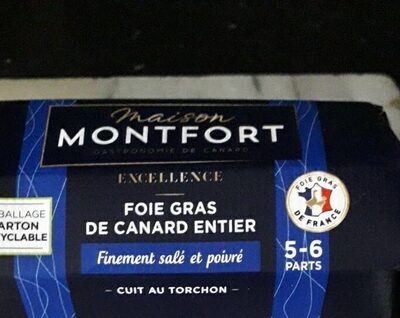 Maison
MONTFORT
GASTRONOMIE DE CANARD
EXCELLENCE
FOIE GRAS
DE CANARD ENTIER
Finement salé et poivré
- CUIT AU TORCHON -
FOIE GRAS
DE FRANCE
5-6
PARTS
BALLAGE
ARTON
YCLABLE